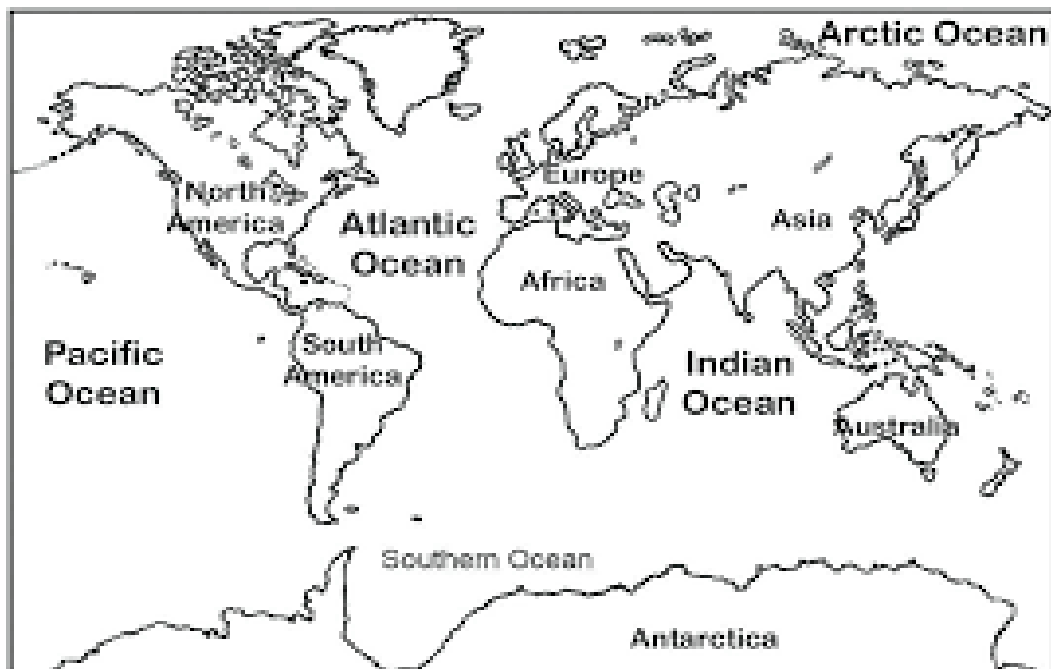 Arctic Ocean
North
America
Europe
Atlantic
Ocean
Asia
Africa
Pacific
Ocean
South
America
Indian
Ocean
Australia
Southern Ocean
Antarctica